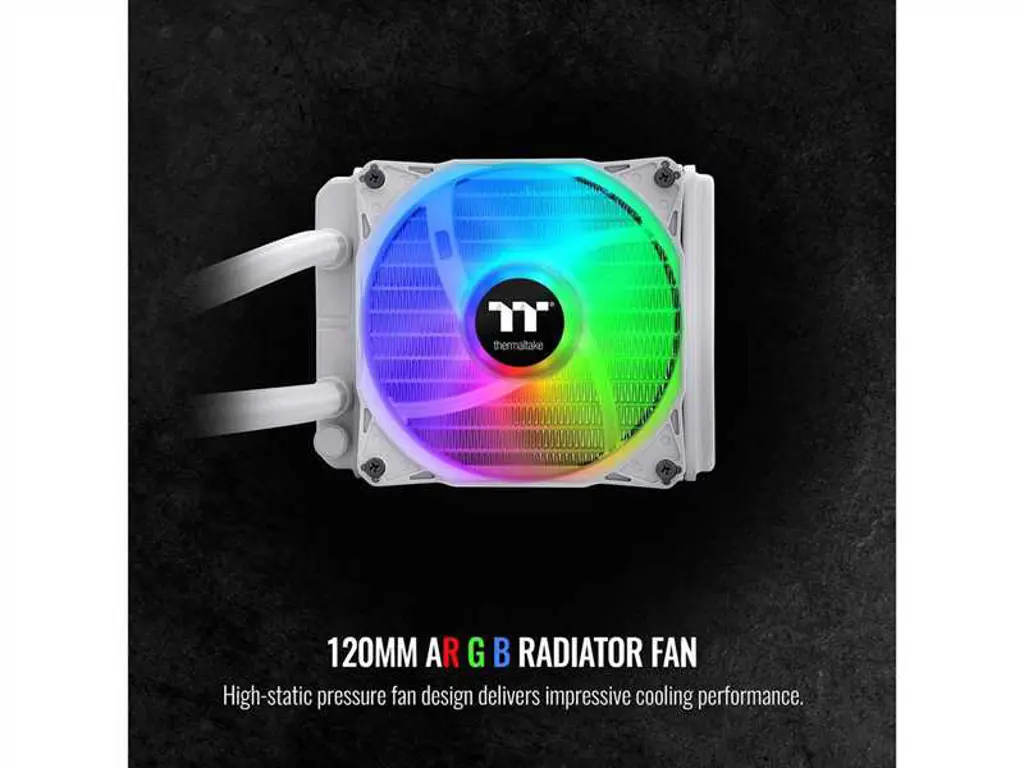 thermaltake
120MM ARGB RADIATOR FAN
High-static pressure fan design delivers impressive cooling performance.